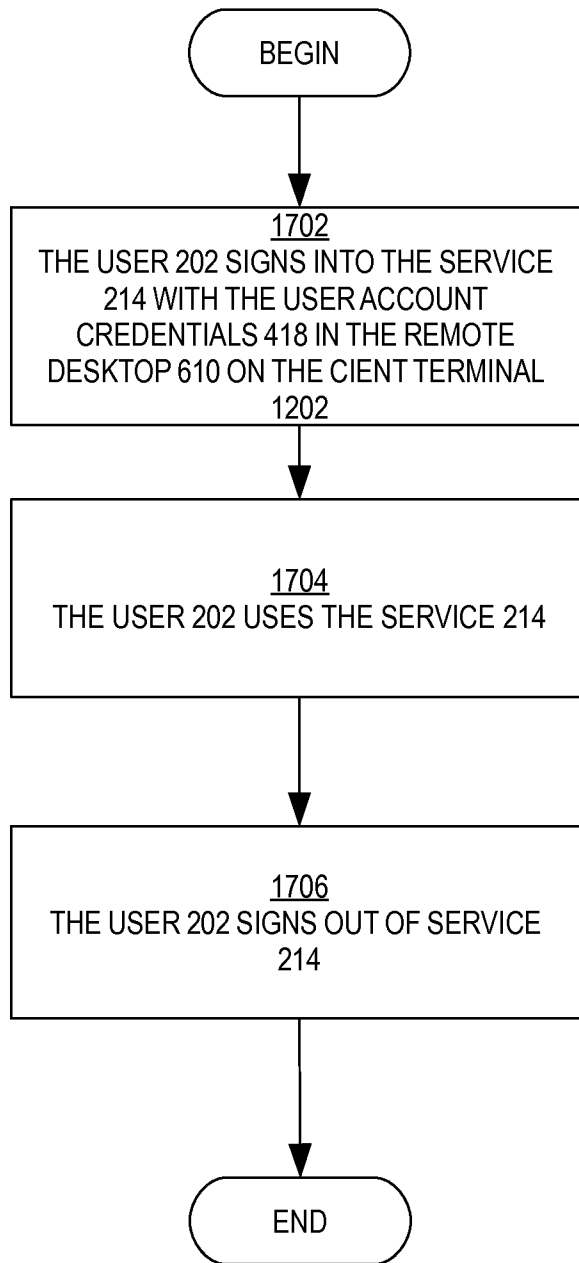 BEGIN
1702
THE USER 202 SIGNS INTO THE SERVICE
214 WITH THE USER ACCOUNT
CREDENTIALS 418 IN THE REMOTE
DESKTOP 610 ON THE CIENT TERMINAL
1202
1704
THE USER 202 USES THE SERVICE 214
1706
THE USER 202 SIGNS OUT OF SERVICE
214
END